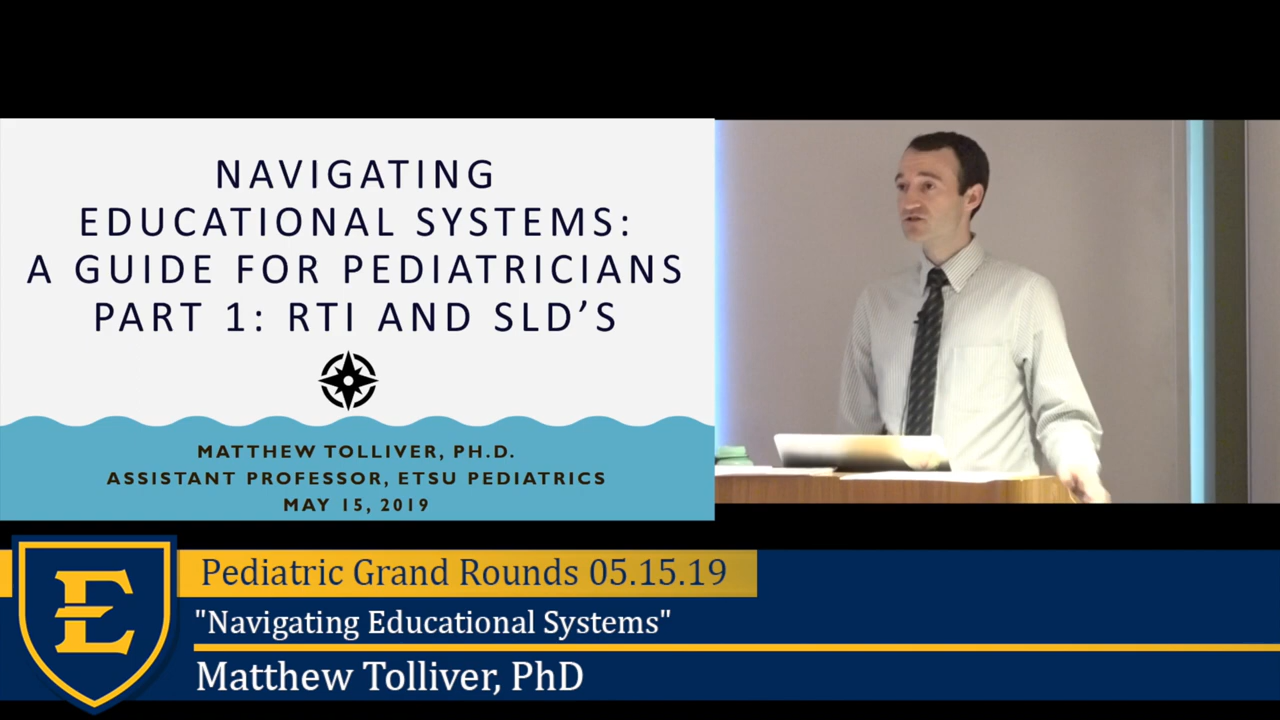 NAVIGATING
EDUCATIONAL SYSTEMS:
A GUIDE FOR PEDIATRICIANS
PART 1: RTI AND SLD'S
MATTHEW TOLLIVER, PH.D.
ASSISTANT PROFESSOR, ETSU PEDIATRICS
MAY 15, 2019
E
Pediatric Grand Rounds 05.15.19
"Navigating Educational Systems"
Matthew Tolliver, PhD